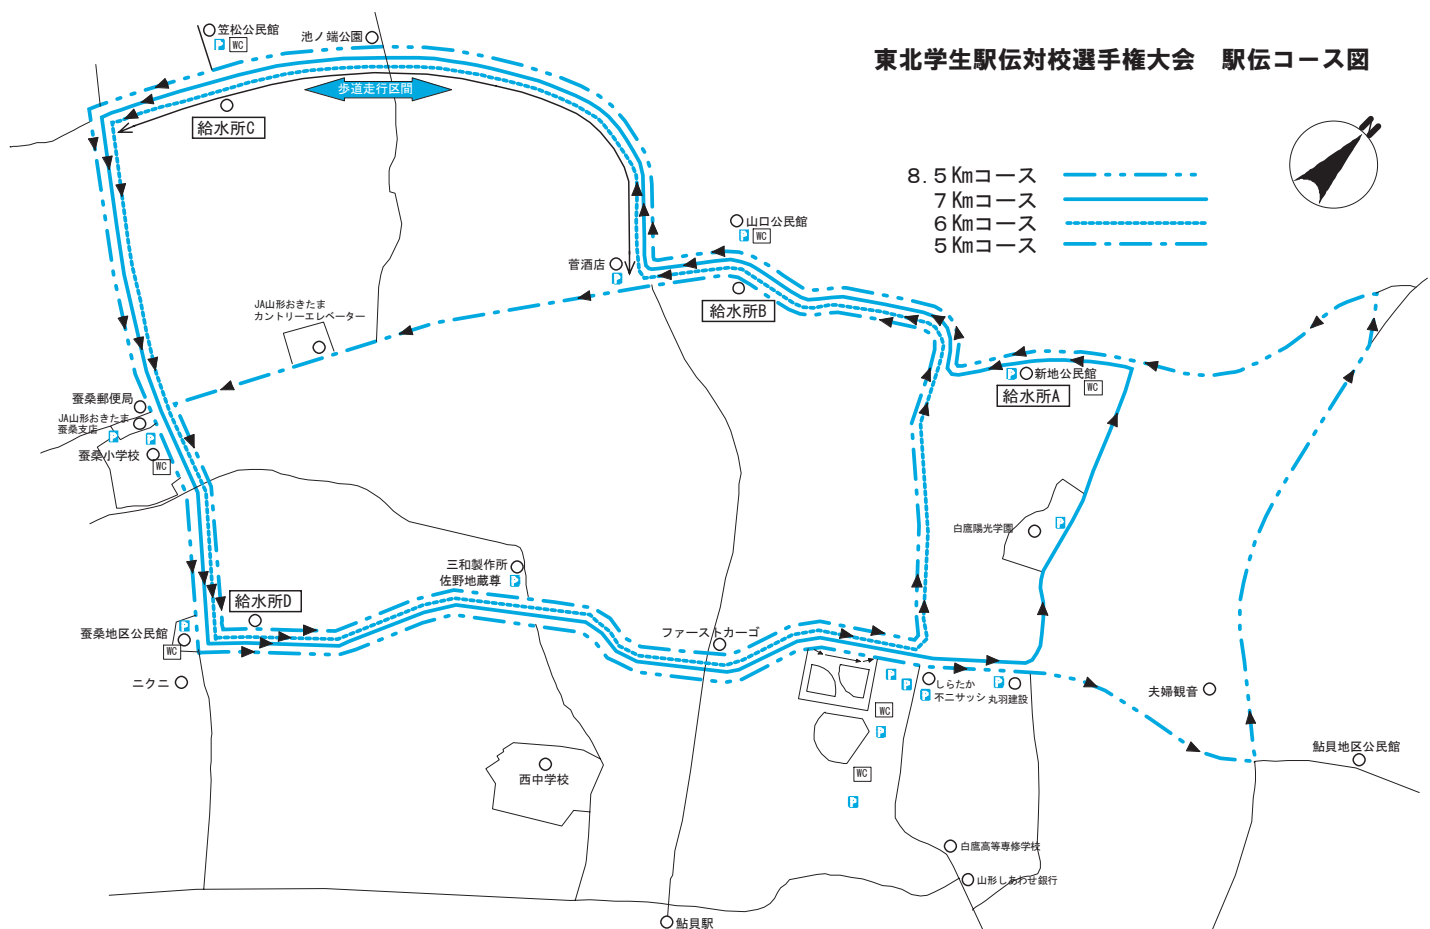 笠松公民館
P WC
池ノ端公園
東北学生駅伝対校選手権大会　駅伝コース図
歩道走行区間
給水所C
N
8.5Kmコース
7Kmコース
6Kmコース
5Kmコース
山口公民館
P WC
菅酒店
P
給水所B
JA山形おきたま
カントリーエレベーター
新地公民館
P
WC
給水所A
蚕桑郵便局
JA山形おきたま
蚕桑支店
P P
蚕桑小学校
WC
白鷹陽光学園
P
三和製作所
佐野地蔵尊
P
給水所D
蚕桑地区公民館
P
WC
ファーストカーゴ
ニクニ
P P
しらたか
不二サッシ
P
P
丸羽建設
夫婦観音
WC
P
鮎貝地区公民館
西中学校
WC
P
白鷹高等専修学校
山形しあわせ銀行
鮎貝駅